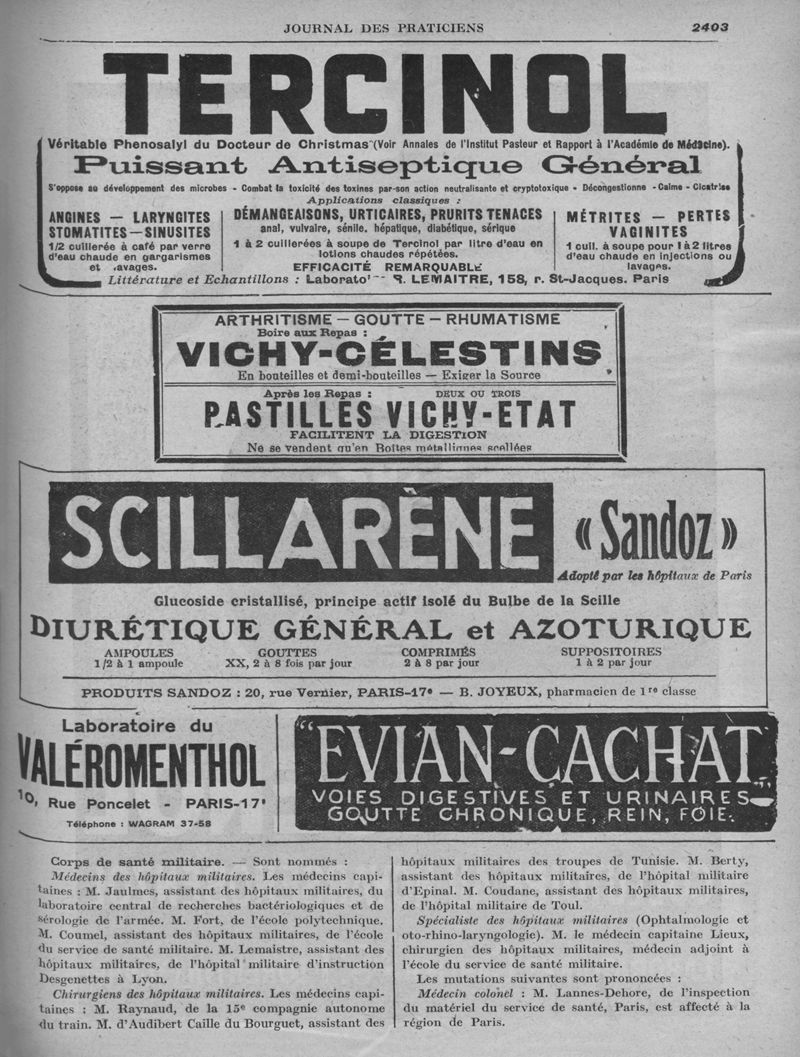 JOURNAL DES PRATICIENS 2403
TERCINOL
Véritable Phenosalyl du Docteur de Christmas (Voir Annales de l'Institut Pasteur et Rapport à l'Académie de Médecine).
Puissant Antiseptique Général
S'oppose au développement des microbes - Combat la toxicité des toxines par son action neutralisante et cryptotoxique - Décongestionne - Calme - Cicatrise
Applications classiques :
ANGINES — LARYNGITES
STOMATITES — SINUSITES
1/2 cuillerée à café par verre
d'eau chaude en gargarismes
et lavages.
DÉMANGEAISONS, URTICAIRES, PRURITS TENACES
anal, vulvaire, sénile, hépatique, diabétique, sérique
1 à 2 cuillerées à soupe de Tercinol par litre d'eau en
lotions chaudes répétées.
EFFICACITÉ REMARQUABLE
MÉTRITES — PERTES
VAGINITES
1 cuil. à soupe pour 1 à 2 litres
d'eau chaude en injections ou
lavages.
Littérature et Echantillons : Laborato R. LEMAITRE, 158, r. St-Jacques. Paris
ARTHRITISME — GOUTTE — RHUMATISME
Boire aux Repas :
VICHY-CÉLESTINS
En bouteilles et demi-bouteilles — Exiger la Source
Après les Repas : DEUX OU TROIS
PASTILLES VICHY-ETAT
FACILITENT LA DIGESTION
Ne se vendent qu'en Boîtes métalliques scellées
SCILLARÈNE « Sandoz »
Adopté par les hôpitaux de Paris
Glucoside cristallisé, principe actif isolé du Bulbe de la Scille
DIURÉTIQUE GÉNÉRAL et AZOTURIQUE
AMPOULES GOUTTES COMPRIMÉS SUPPOSITOIRES
1/2 à 1 ampoule XX, 2 à 8 fois par jour 2 à 8 par jour 1 à 2 par jour
PRODUITS SANDOZ : 20, rue Vernier, PARIS-17e — B. JOYEUX, pharmacien de 1re classe
Laboratoire du
VALÉROMENTHOL
10, Rue Poncelet - PARIS-17e
Téléphone : WAGRAM 37-58
"EVIAN-CACHAT"
VOIES DIGESTIVES ET URINAIRES
GOUTTE CHRONIQUE, REIN, FOIE.
Corps de santé militaire. — Sont nommés :
Médecins des hôpitaux militaires. Les médecins capi-
taines : M. Jaulmes, assistant des hôpitaux militaires, du
laboratoire central de recherches bactériologiques et de
sérologie de l'armée. M. Fort, de l'école polytechnique.
M. Coumel, assistant des hôpitaux militaires, de l'école
du service de santé militaire. M. Lemaistre, assistant des
hôpitaux militaires, de l'hôpital militaire d'instruction
Desgenettes à Lyon.
Chirurgiens des hôpitaux militaires. Les médecins capi-
taines : M. Raynaud, de la 15e compagnie autonome
du train. M. d'Audibert Caille du Bourguet, assistant des
hôpitaux militaires des troupes de Tunisie. M. Berty,
assistant des hôpitaux militaires, de l'hôpital militaire
d'Epinal. M. Coudane, assistant des hôpitaux militaires,
de l'hôpital militaire de Toul.
Spécialiste des hôpitaux militaires (Ophtalmologie et
oto-rhino-laryngologie). M. le médecin capitaine Lieux,
chirurgien des hôpitaux militaires, médecin adjoint à
l'école du service de santé militaire.
Les mutations suivantes sont prononcées :
Médecin colonel : M. Lannes-Dehore, de l'inspection
du matériel du service de santé, Paris, est affecté à la
région de Paris.